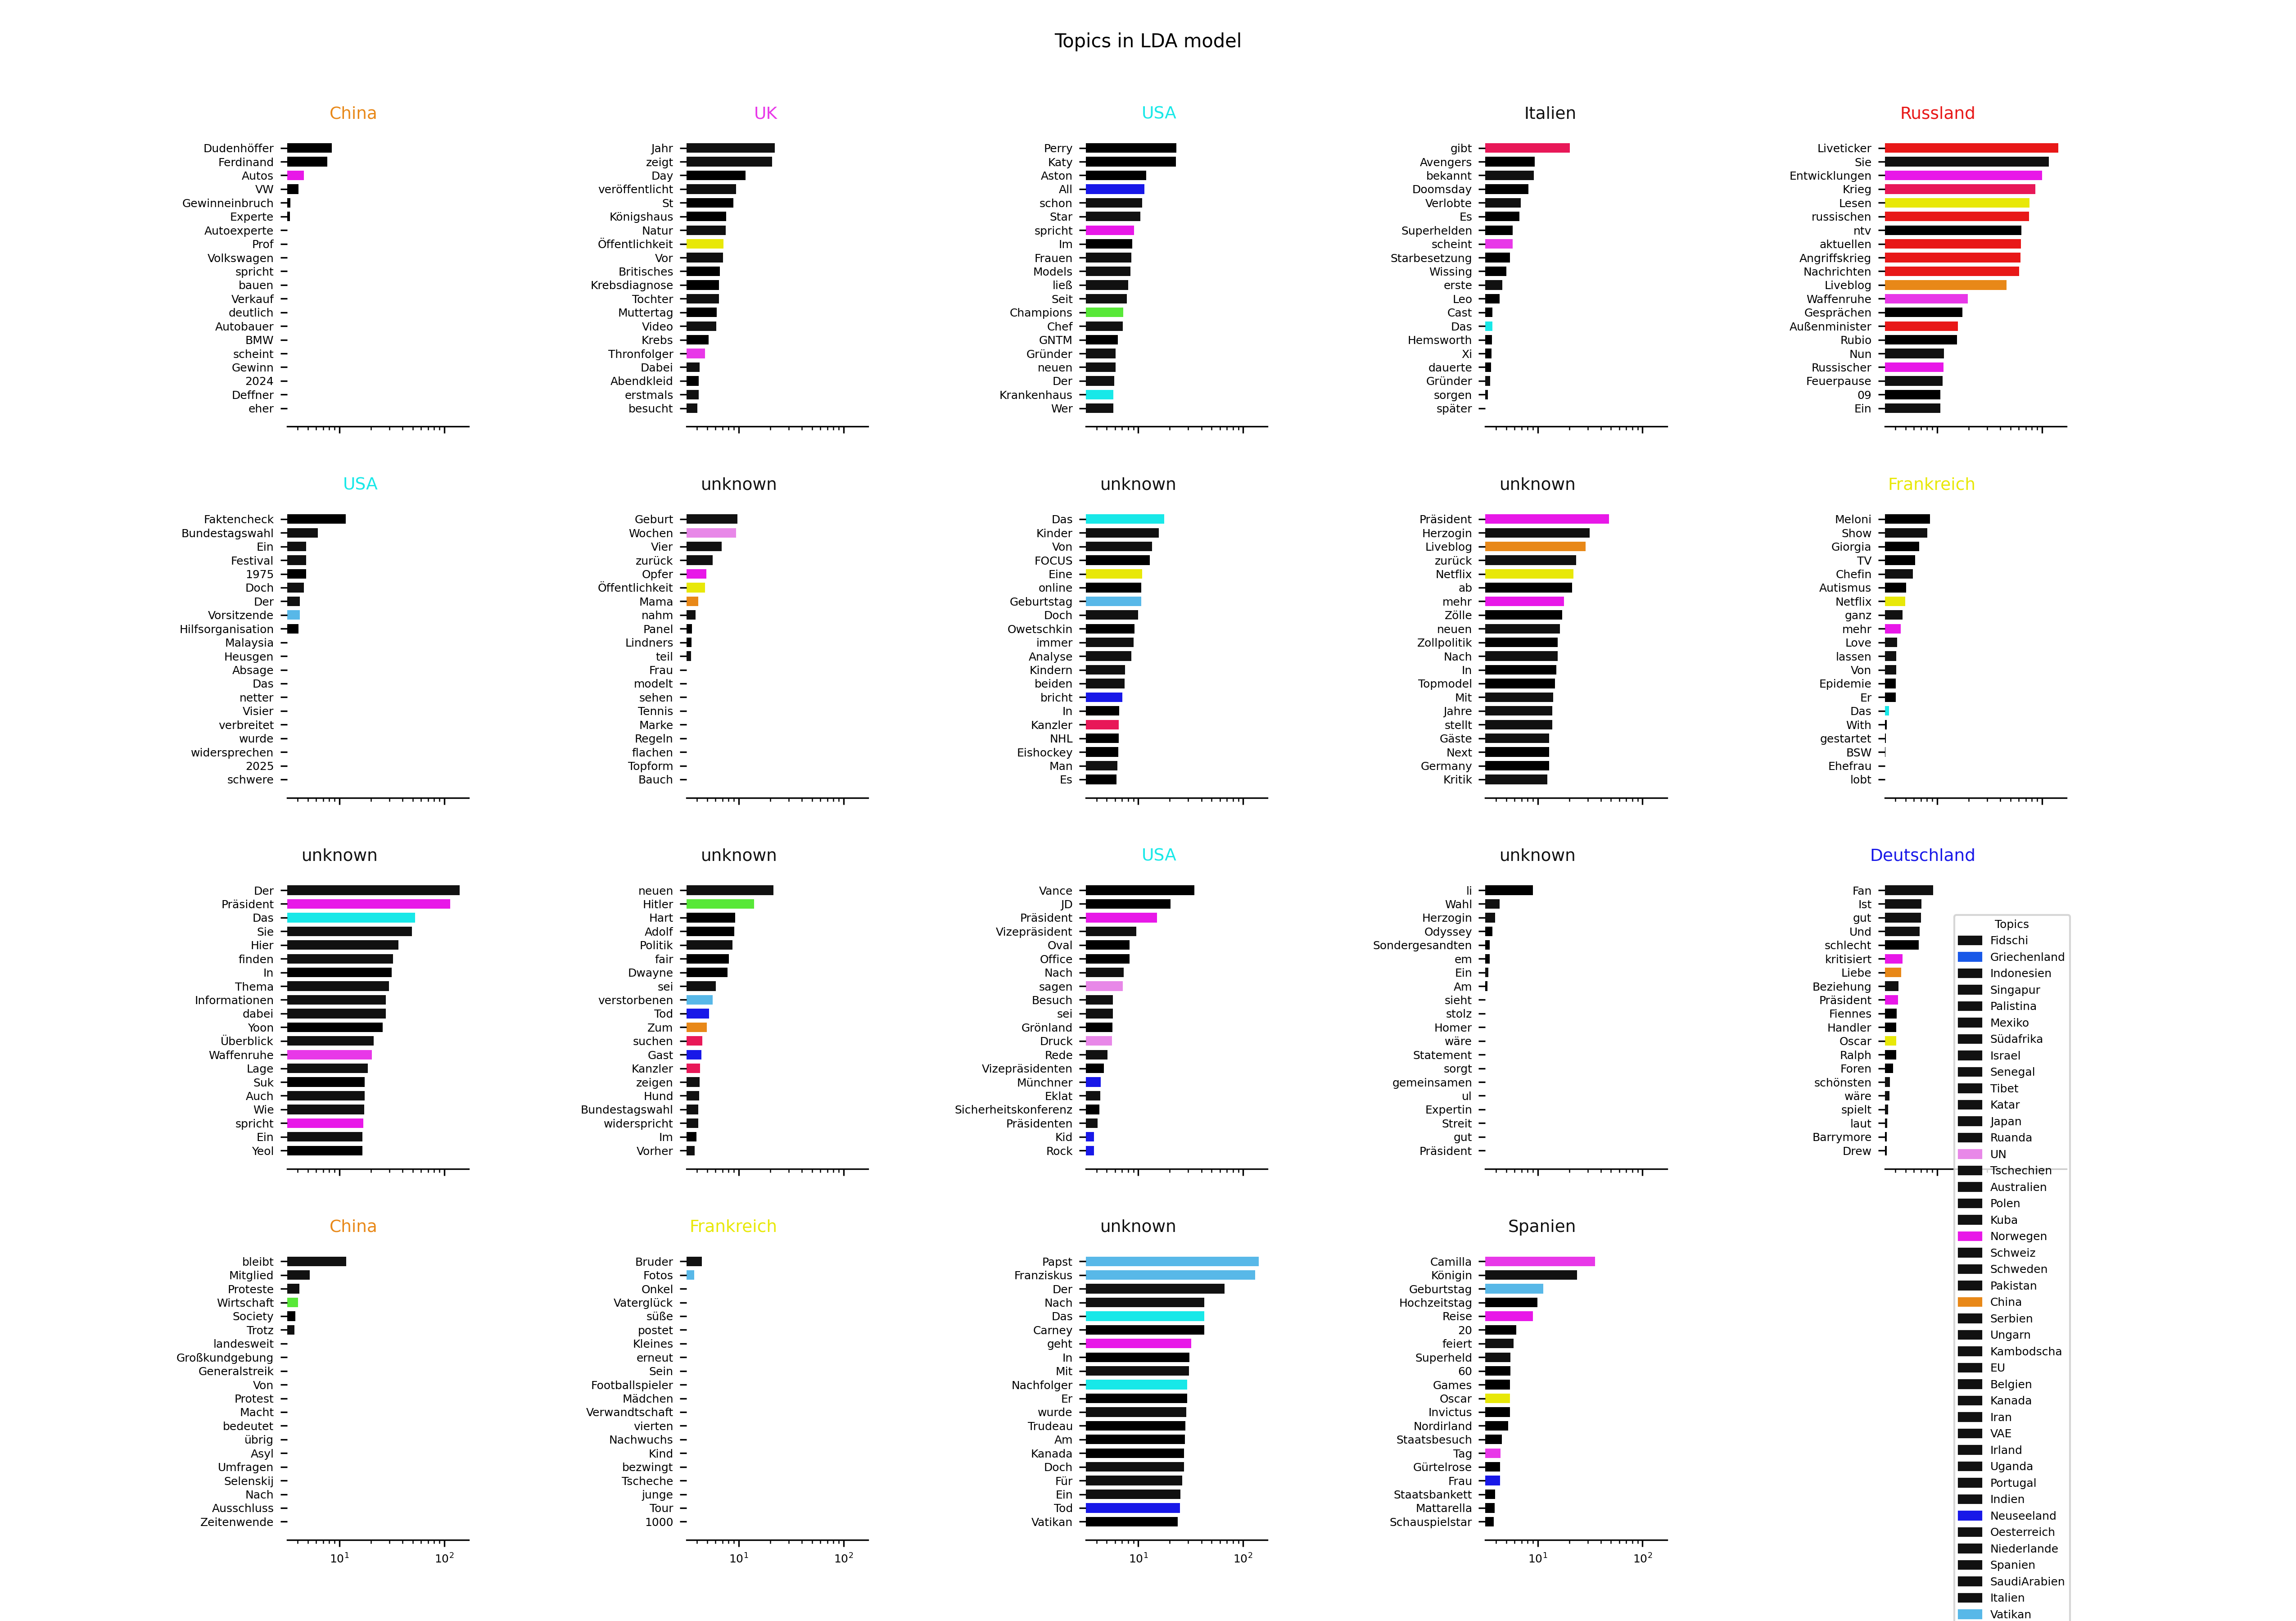 Topics in LDA model
China
Dudenhöffer
Ferdinand
Autos
VW
Gewinneinbruch
Experte
Autoexperte
Prof
Volkswagen
spricht
bauen
Verkauf
deutlich
Autobauer
BMW
scheint
Gewinn
2024
Deffner
eher
UK
Jahr
zeigt
Day
veröffentlicht
St
Königshaus
Natur
Öffentlichkeit
Vor
Britisches
Krebsdiagnose
Tochter
Muttertag
Video
Krebs
Thronfolger
Dabei
Abendkleid
erstmals
besucht
USA
Perry
Katy
Aston
All
schon
Star
spricht
Im
Frauen
Models
ließ
Seit
Champions
Chef
GNTM
Gründer
neuen
Der
Krankenhaus
Wer
Italien
gibt
Avengers
bekannt
Doomsday
Verlobte
Es
Superhelden
scheint
Starbesetzung
Wissing
erste
Leo
Cast
Das
Hemsworth
Xi
dauerte
Gründer
sorgen
später
Russland
Liveticker
Sie
Entwicklungen
Krieg
Lesen
russischen
ntv
aktuellen
Angriffskrieg
Nachrichten
Liveblog
Waffenruhe
Gesprächen
Außenminister
Rubio
Nun
Russischer
Feuerpause
09
Ein
USA
Faktencheck
Bundestagswahl
Ein
Festival
1975
Doch
Der
Vorsitzende
Hilfsorganisation
Malaysia
Heusgen
Absage
Das
netter
Visier
verbreitet
wurde
widersprechen
2025
schwere
unknown
Geburt
Wochen
Vier
zurück
Opfer
Öffentlichkeit
Mama
nahm
Panel
Lindners
teil
Frau
modelt
sehen
Tennis
Marke
Regeln
flachen
Topform
Bauch
unknown
Das
Kinder
Von
FOCUS
Eine
online
Geburtstag
Doch
Owetschkin
immer
Analyse
Kindern
beiden
bricht
In
Kanzler
NHL
Eishockey
Man
Es
unknown
Präsident
Herzogin
Liveblog
zurück
Netflix
ab
mehr
Zölle
neuen
Zollpolitik
Nach
In
Topmodel
Mit
Jahre
stellt
Gäste
Next
Germany
Kritik
Frankreich
Meloni
Show
Giorgia
TV
Chefin
Autismus
Netflix
ganz
mehr
Love
lassen
Von
Epidemie
Er
Das
With
gestartet
BSW
Ehefrau
lobt
unknown
Der
Präsident
Das
Sie
Hier
finden
In
Thema
Informationen
dabei
Yoon
Überblick
Waffenruhe
Lage
Suk
Auch
Wie
spricht
Ein
Yeol
unknown
neuen
Hitler
Hart
Adolf
Politik
fair
Dwayne
sei
verstorbenen
Tod
Zum
suchen
Gast
Kanzler
zeigen
Hund
Bundestagswahl
widerspricht
Im
Vorher
USA
Vance
JD
Präsident
Vizepräsident
Oval
Office
Nach
sagen
Besuch
sei
Grönland
Druck
Rede
Vizepräsidenten
Münchner
Eklat
Sicherheitskonferenz
Präsidenten
Kid
Rock
unknown
li
Wahl
Herzogin
Odyssey
Sondergesandten
em
Ein
Am
sieht
stolz
Homer
wäre
Statement
sorgt
gemeinsamen
ul
Expertin
Streit
gut
Präsident
Deutschland
Fan
Ist
gut
Und
schlecht
kritisiert
Liebe
Beziehung
Präsident
Fiennes
Handler
Oscar
Ralph
Foren
schönsten
wäre
spielt
laut
Barrymore
Drew
China
bleibt
Mitglied
Proteste
Wirtschaft
Society
Trotz
landesweit
Großkundgebung
Generalstreik
Von
Protest
Macht
bedeutet
übrig
Asyl
Umfragen
Selenskij
Nach
Ausschluss
Zeitenwende
10¹ 10²
Frankreich
Bruder
Fotos
Onkel
Vaterglück
süße
postet
Kleines
erneut
Sein
Footballspieler
Mädchen
Verwandtschaft
vierten
Nachwuchs
Kind
bezwingt
Tscheche
junge
Tour
1000
10¹ 10²
unknown
Papst
Franziskus
Der
Nach
Das
Carney
geht
In
Mit
Nachfolger
Er
wurde
Trudeau
Am
Kanada
Doch
Für
Ein
Tod
Vatikan
10¹ 10²
Spanien
Camilla
Königin
Geburtstag
Hochzeitstag
Reise
20
feiert
Superheld
60
Games
Oscar
Invictus
Nordirland
Staatsbesuch
Tag
Gürtelrose
Frau
Staatsbankett
Mattarella
Schauspielstar
10¹ 10²
Topics
Fidschi
Griechenland
Indonesien
Singapur
Palistina
Mexiko
Südafrika
Israel
Senegal
Tibet
Katar
Japan
Ruanda
UN
Tschechien
Australien
Polen
Kuba
Norwegen
Schweiz
Schweden
Pakistan
China
Serbien
Ungarn
Kambodscha
EU
Belgien
Kanada
Iran
VAE
Irland
Uganda
Portugal
Indien
Neuseeland
Oesterreich
Niederlande
Spanien
SaudiArabien
Italien
Vatikan